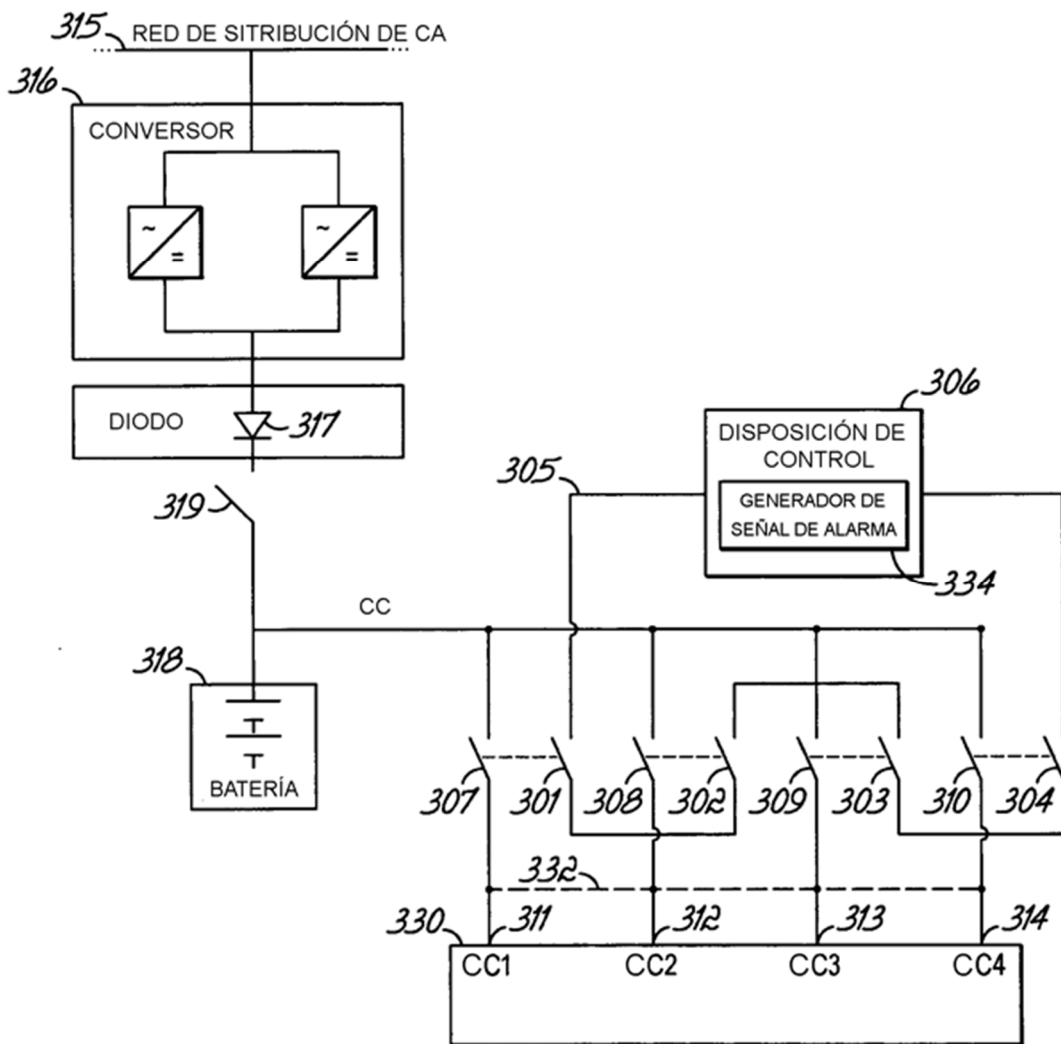 315 RED DE SITRIBUCIÓN DE CA
316
CONVERSOR
~
=
~
=
DIODO
317
306
DISPOSICIÓN DE
CONTROL
305
GENERADOR DE
SEÑAL DE ALARMA
319
334
CC
318
BATERÍA
307 301 308 302 309 303 310 304
332
330 311 312 313 314
CC1 CC2 CC3 CC4